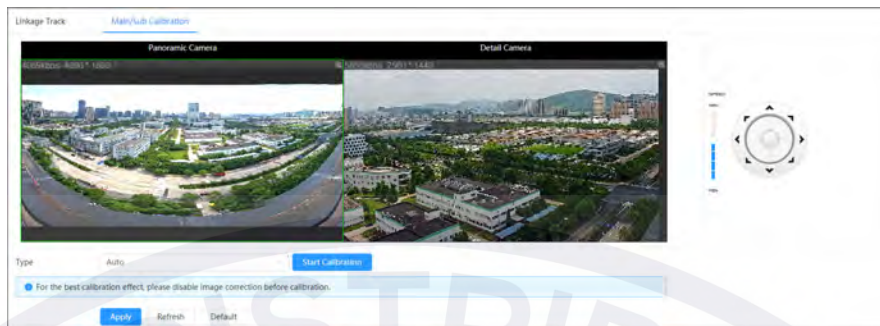 Linkage Track Main/Sub Calibration
Panoramic Camera Detail Camera
Type Auto Start Calibration
For the best calibration effect, please disable image correction before calibration.
Apply Refresh Default